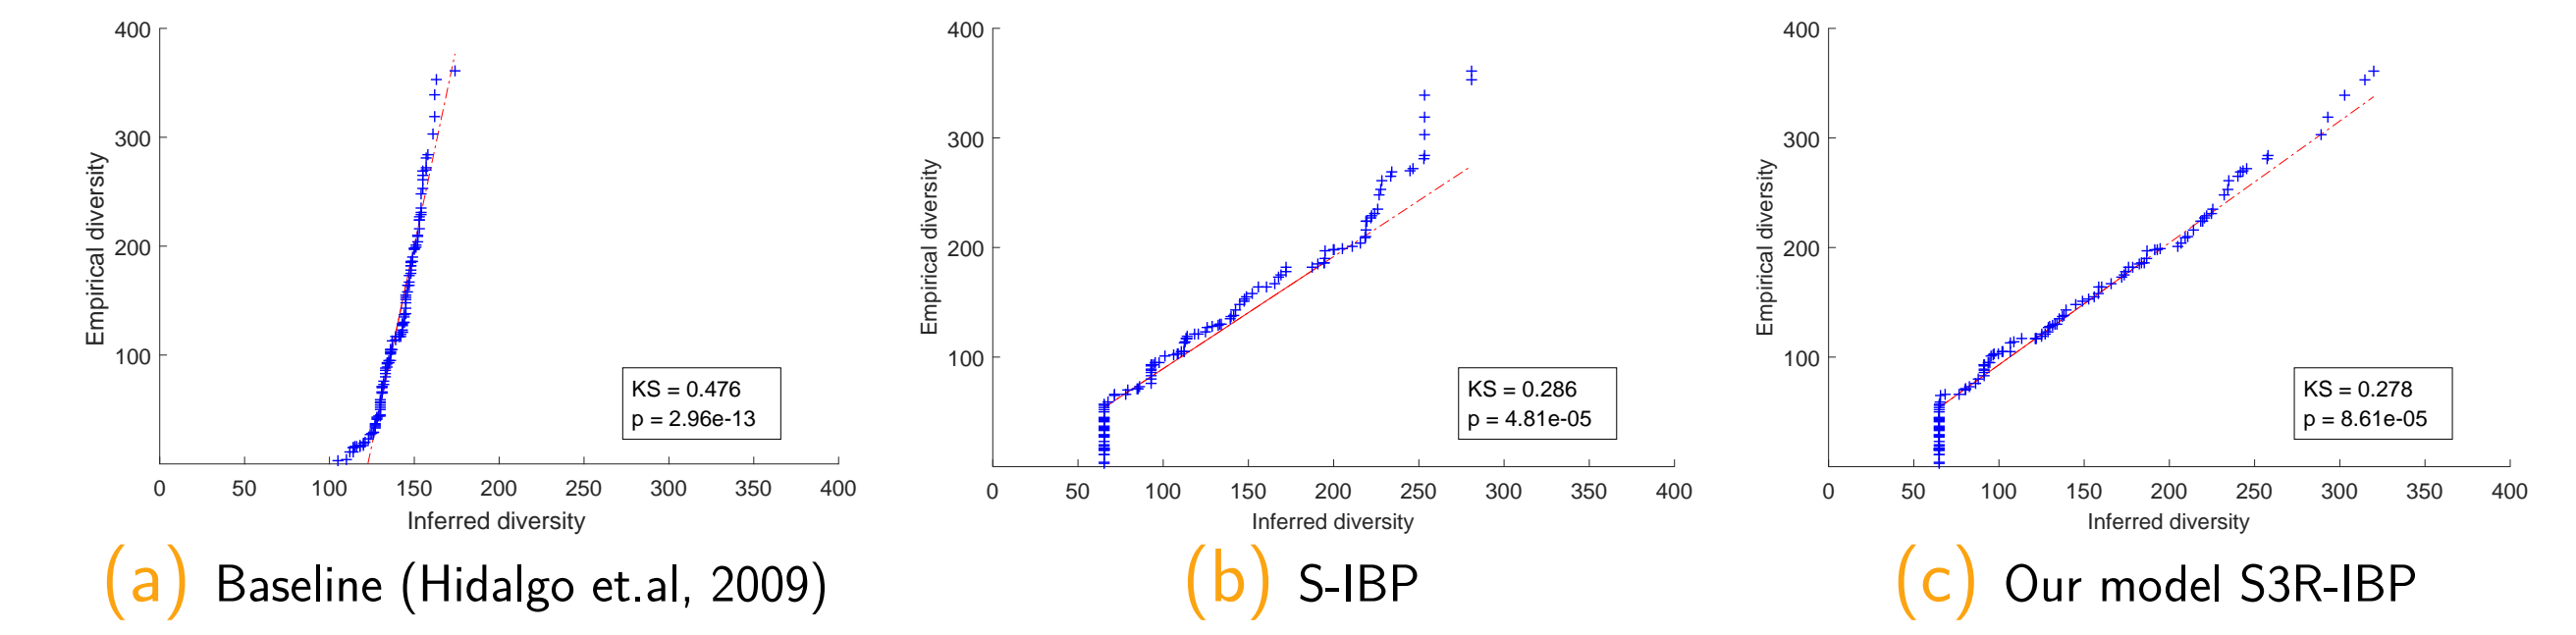 400
300
200
100
Empirical diversity
0 50 100 150 200 250 300 350 400
Inferred diversity
KS = 0.476
p = 2.96e-13
(a) Baseline (Hidalgo et.al, 2009)
400
300
200
100
Empirical diversity
0 50 100 150 200 250 300 350 400
Inferred diversity
KS = 0.286
p = 4.81e-05
(b) S-IBP
400
300
200
100
Empirical diversity
0 50 100 150 200 250 300 350 400
Inferred diversity
KS = 0.278
p = 8.61e-05
(c) Our model S3R-IBP